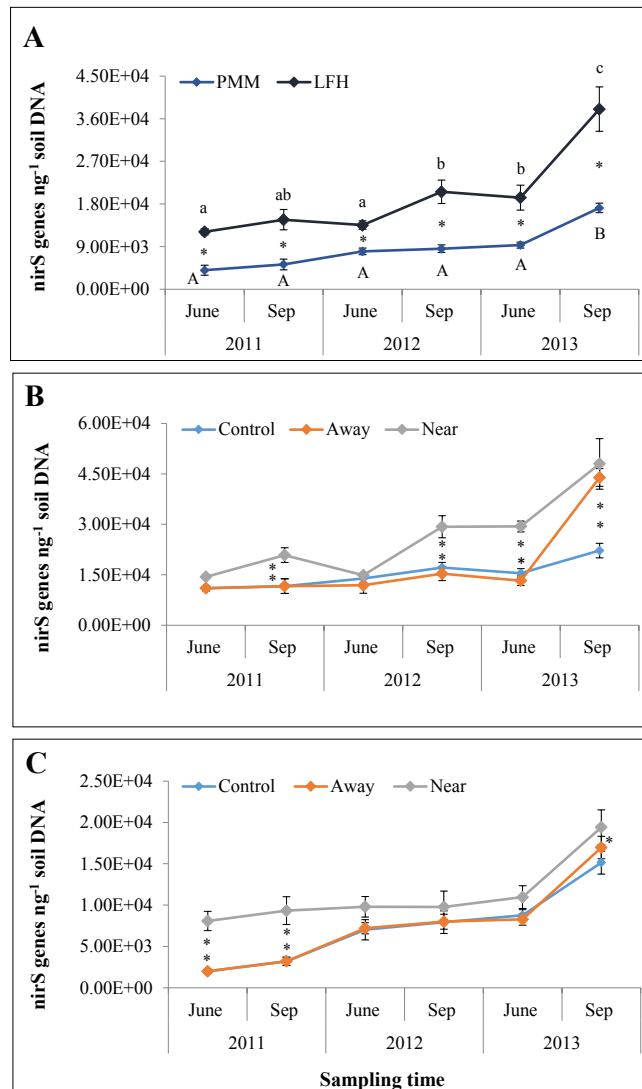 A
PMM LFH
nirS genes ng⁻¹ soil DNA
4.50E+04
3.60E+04
2.70E+04
1.80E+04
9.00E+03
0.00E+00
a ab a b b c
* * * * * *
A A A A A B
June Sep June Sep June Sep
2011 2012 2013
B
Control Away Near
nirS genes ng⁻¹ soil DNA
6.00E+04
4.50E+04
3.00E+04
1.50E+04
0.00E+00
* * * *
* * * *
June Sep June Sep June Sep
2011 2012 2013
C
Control Away Near
nirS genes ng⁻¹ soil DNA
2.50E+04
2.00E+04
1.50E+04
1.00E+04
5.00E+03
0.00E+00
*
* *
* *
*
June Sep June Sep June Sep
2011 2012 2013
Sampling time